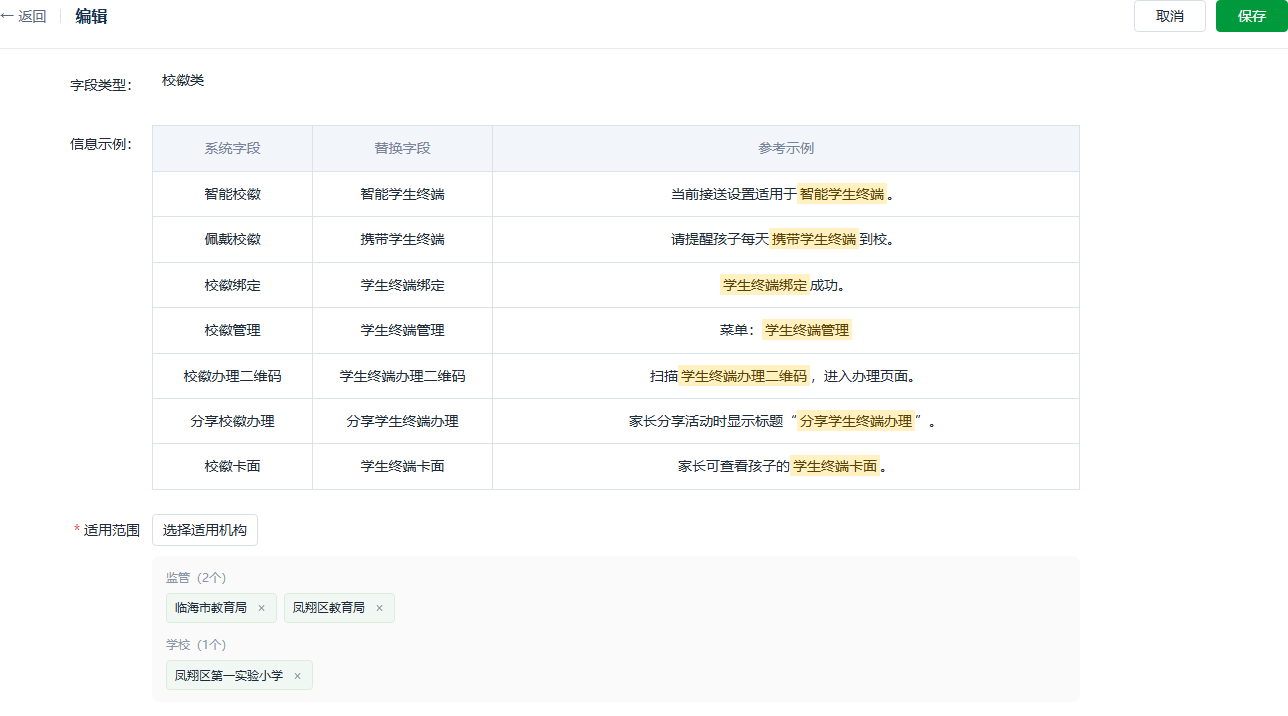 ← 返回 编辑 取消 保存
字段类型： 校徽类
信息示例：
系统字段 替换字段 参考示例
智能校徽 智能学生终端 当前接送设置适用于智能学生终端。
佩戴校徽 携带学生终端 请提醒孩子每天携带学生终端到校。
校徽绑定 学生终端绑定 学生终端绑定成功。
校徽管理 学生终端管理 菜单：学生终端管理
校徽办理二维码 学生终端办理二维码 扫描学生终端办理二维码，进入办理页面。
分享校徽办理 分享学生终端办理 家长分享活动时显示标题“分享学生终端办理”。
校徽卡面 学生终端卡面 家长可查看孩子的学生终端卡面。
* 适用范围 选择适用机构
监管（2个）
临海市教育局 × 凤翔区教育局 ×
学校（1个）
凤翔区第一实验小学 ×